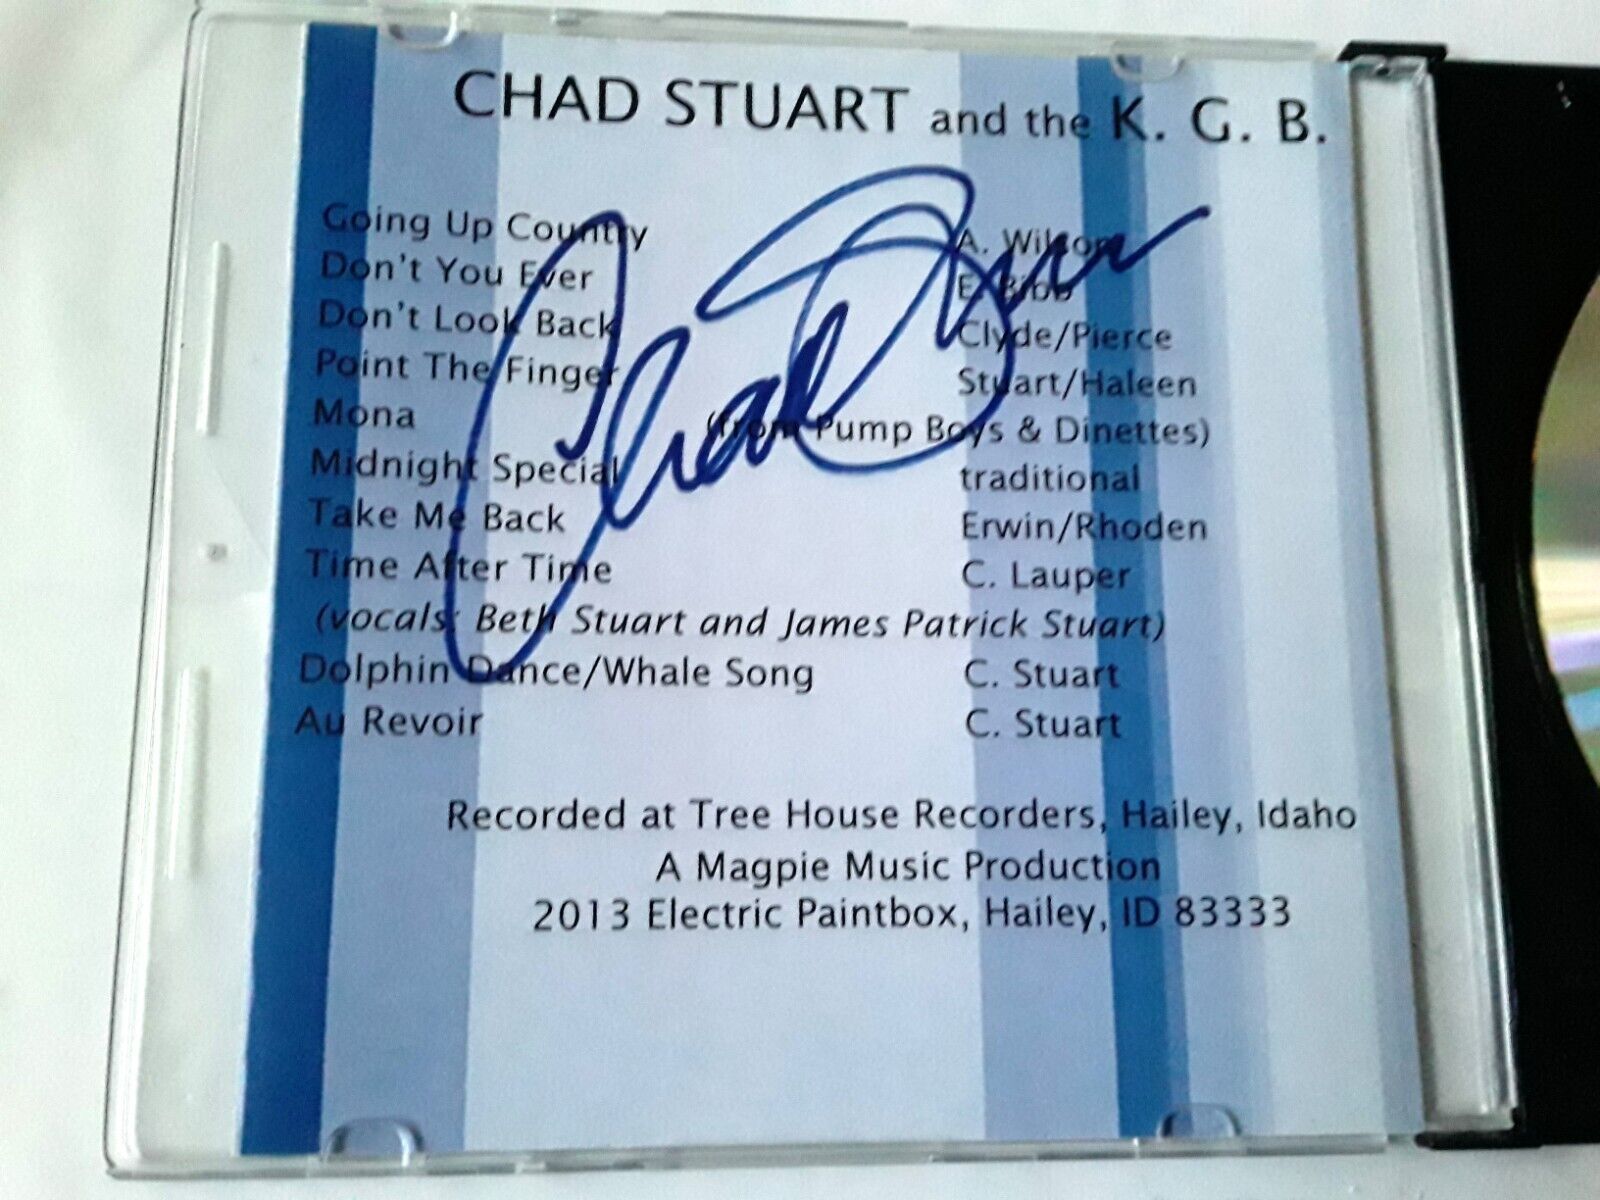 CHAD STUART and the K. G. B.
Going Up Country A. Wilson
Don't You Ever E. Bibb
Don't Look Back Clyde/Pierce
Point The Finger Stuart/Haleen
Mona (from Pump Boys & Dinettes)
Midnight Special traditional
Take Me Back Erwin/Rhoden
Time After Time C. Lauper
(vocals: Beth Stuart and James Patrick Stuart)
Dolphin Dance/Whale Song C. Stuart
Au Revoir C. Stuart
Recorded at Tree House Recorders, Hailey, Idaho
A Magpie Music Production
2013 Electric Paintbox, Hailey, ID 83333
Chad Stuart